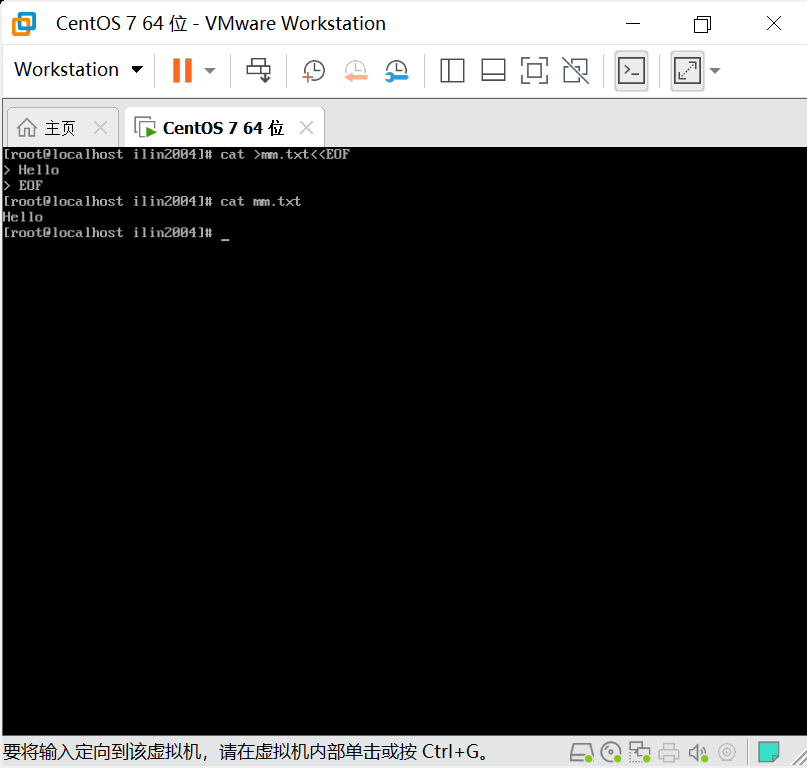 CentOS 7 64 位 - VMware Workstation
Workstation
主页
CentOS 7 64 位
[root@localhost ilin2004]# cat >mm.txt<<EOF
> Hello
> EOF
[root@localhost ilin2004]# cat mm.txt
Hello
[root@localhost ilin2004]# _
要将输入定向到该虚拟机，请在虚拟机内部单击或按 Ctrl+G。